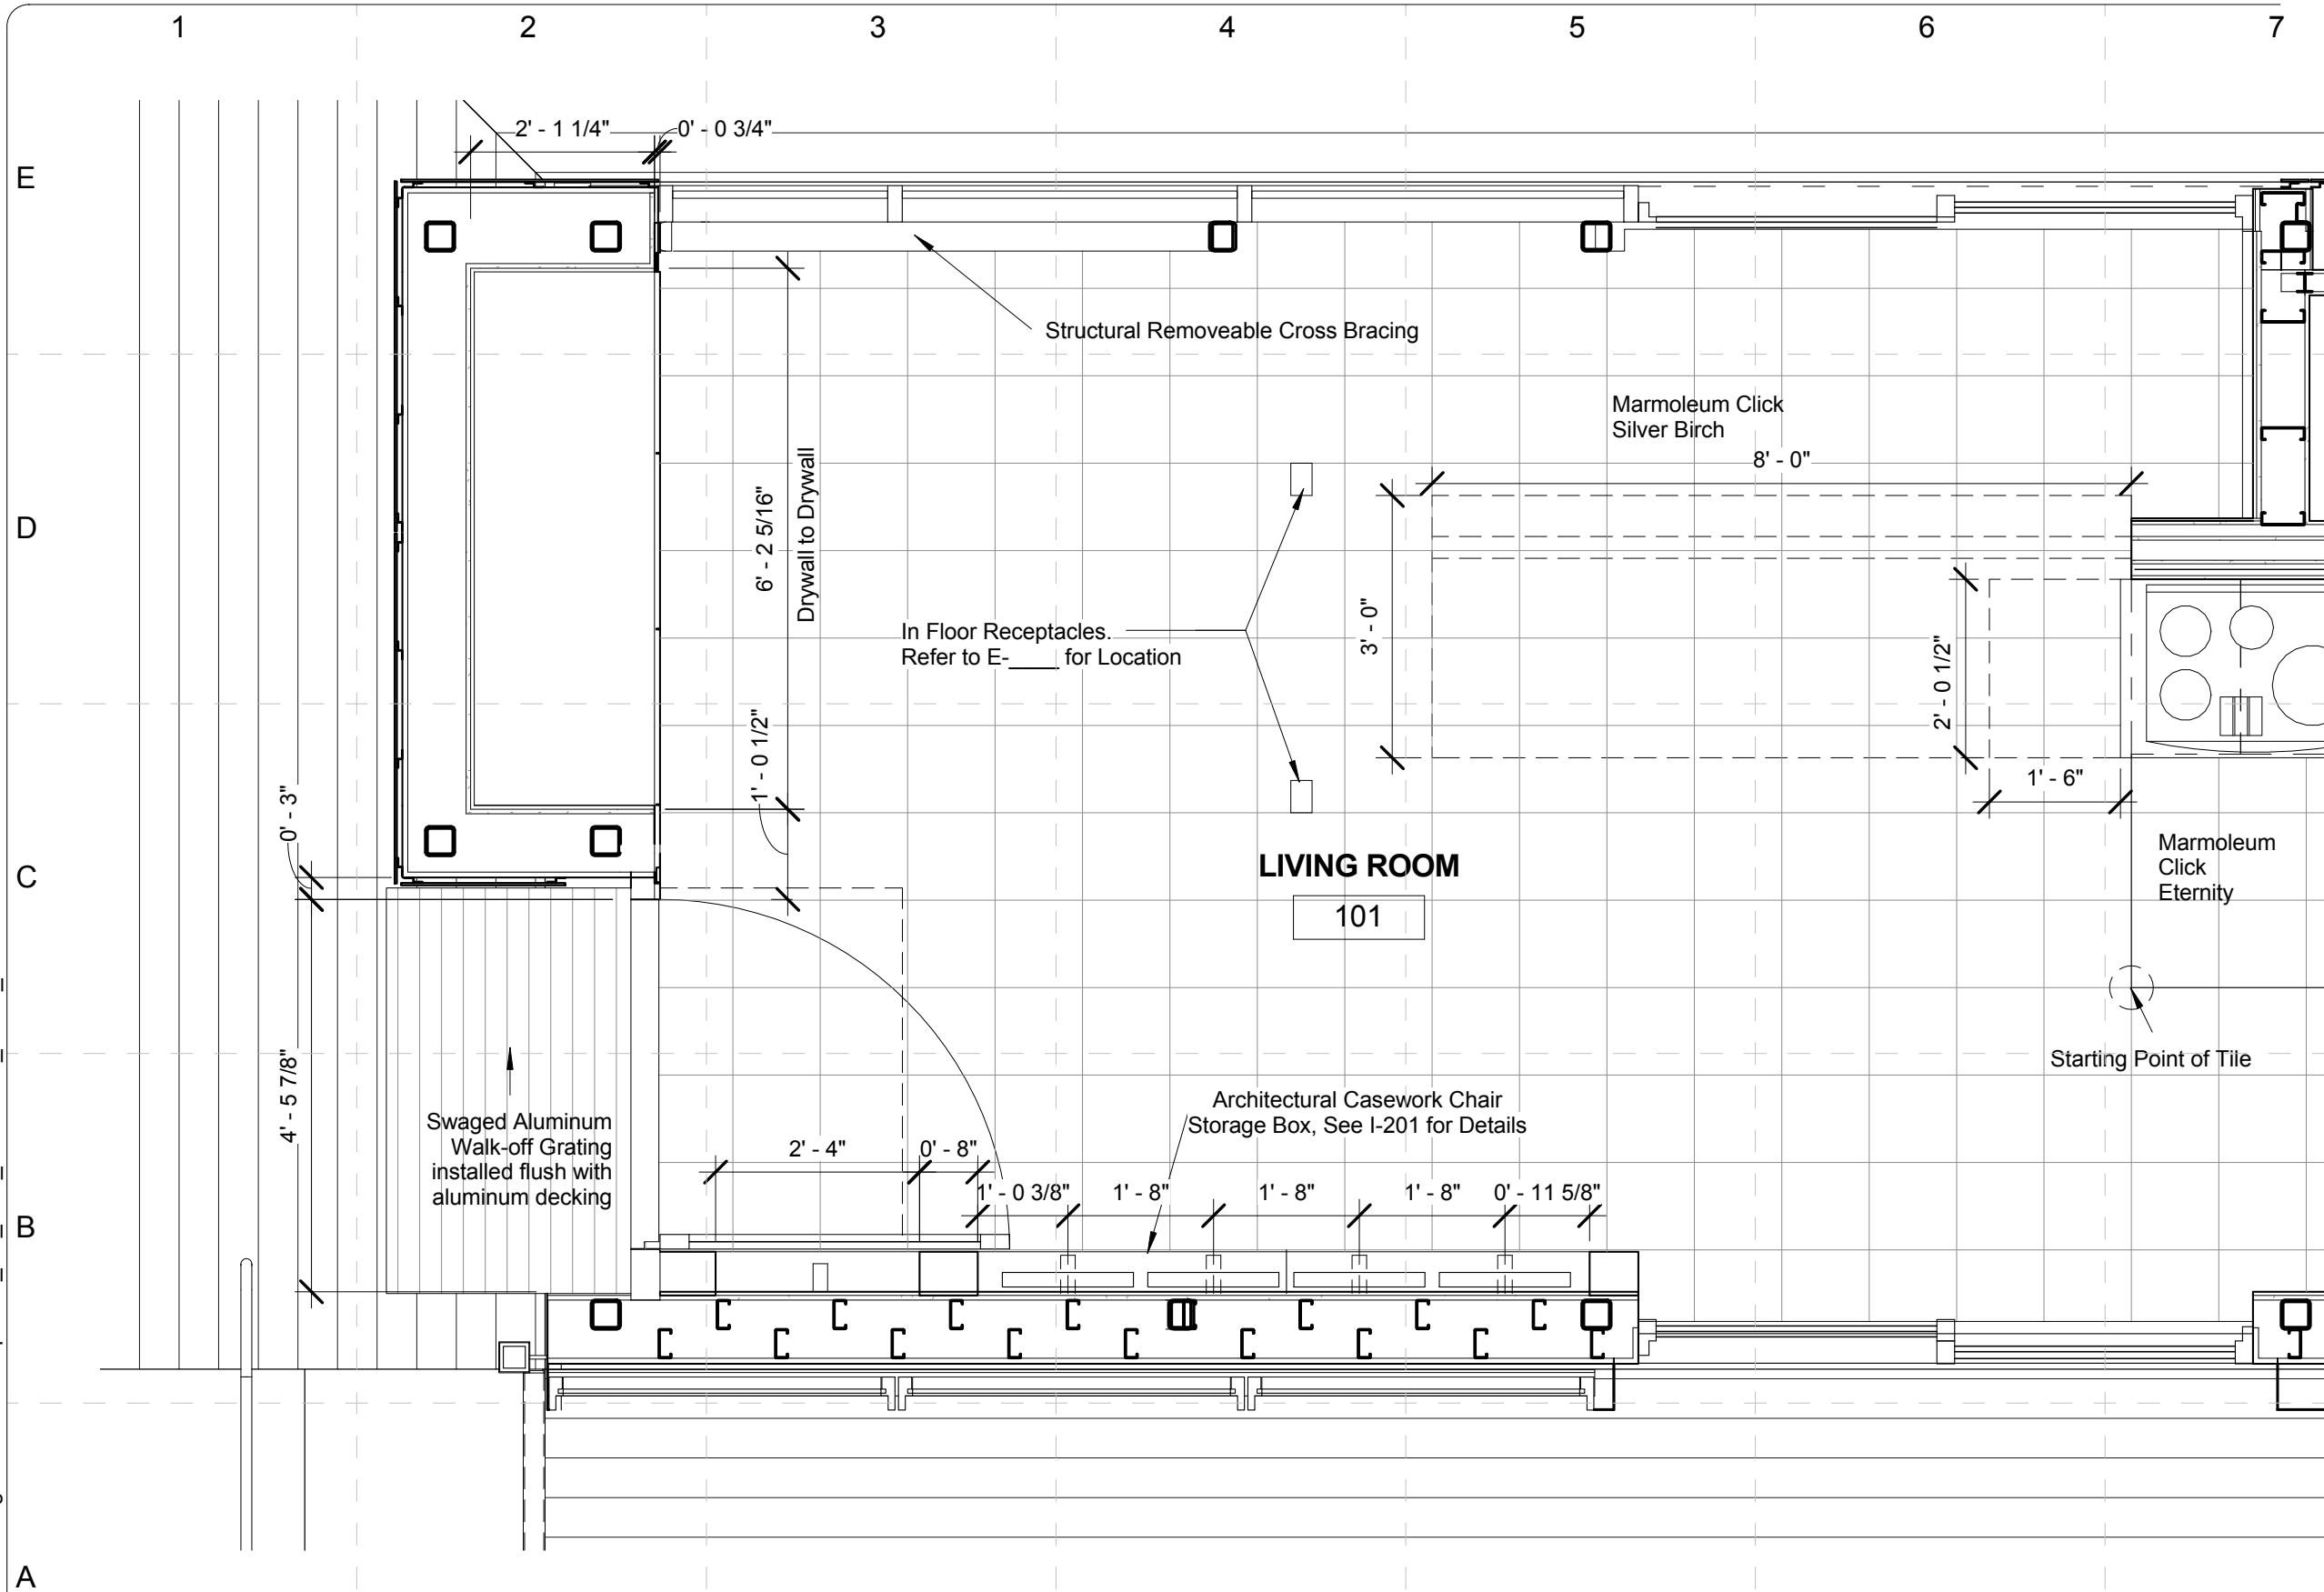 1 2 3 4 5 6 7
2' - 1 1/4" 0' - 0 3/4"
E
Structural Removeable Cross Bracing
Marmoleum Click
Silver Birch
8' - 0"
D
6' - 2 5/16"
Drywall to Drywall
In Floor Receptacles.
Refer to E-____ for Location
3' - 0"
2' - 0 1/2"
1' - 0 1/2"
1' - 6"
0' - 3"
C
LIVING ROOM
101
Marmoleum
Click
Eternity
Starting Point of Tile
4' - 5 7/8"
Swaged Aluminum
Walk-off Grating
installed flush with
aluminum decking
Architectural Casework Chair
Storage Box, See I-201 for Details
2' - 4" 0' - 8"
1' - 0 3/8" 1' - 8" 1' - 8" 1' - 8" 0' - 11 5/8"
B
A